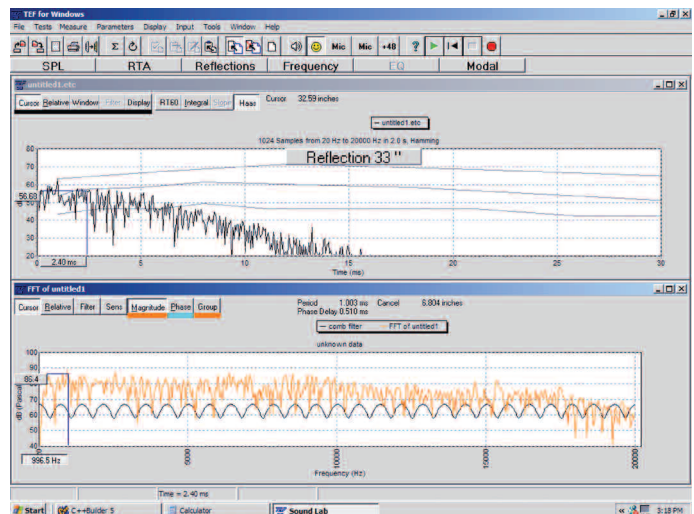 TEF for Windows
File Tests Measure Parameters Display Input Tools Window Help
Σ Mic Mic +48 ?
SPL RTA Reflections Frequency EQ Modal
untitled1.etc
Cursor Relative Window Filter Display RT60 Integral Slope Haas Cursor 32.59 inches
untitled1.etc
1024 Samples from 20 Hz to 20000 Hz in 2.0 s, Hamming
Reflection 33 "
80
70
60
56.68
50
40
30
20
0 2.40 ms 5 10 15 20 25 30
Time (ms)
FFT of untitled1
Cursor Relative Filter Sens Magnitude Phase Group
Period 1.003 ms Cancel 6.804 inches
Phase Delay 0.510 ms
comb filter FFT of untitled1
unknown data
100
90
86.4
80
70
60
50
40
dB (Pascal
996.5 Hz 5000 10000 15000 20000
Frequency (Hz)
Time = 2.40 ms
Start C++Builder 5 Calculator Sound Lab « 3:18 PM